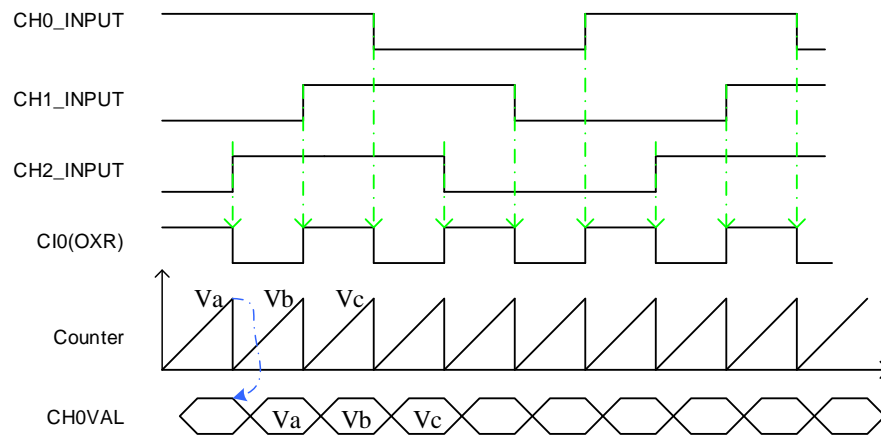 CH0_INPUT
CH1_INPUT
CH2_INPUT
CI0(OXR)
Va Vb Vc
Counter
CH0VAL Va Vb Vc